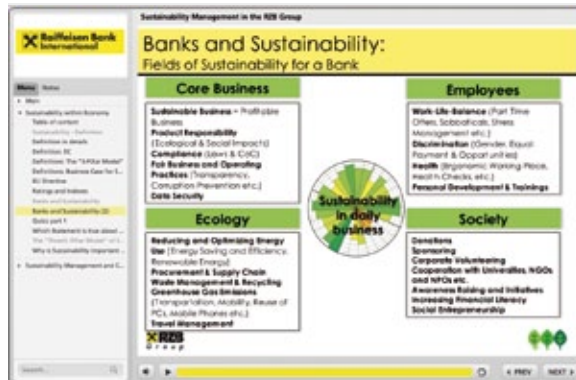 Sustainability Management in the RZB Group
Raiffeisen Bank
International
Banks and Sustainability:
Fields of Sustainability for a Bank
Menu Notes
Main
Sustainability within Economy
Table of content
Sustainability - Definition
Definition in details
Definitions: BC
Definitions: The "3-Pillar Model"
Definitions: Business Case for S...
EU Directive
Ratings and Indexes
Banks and Sustainability
Banks and Sustainability (2)
Quiz: part 1
Which Statement is true about ...
The "Three's Pillar Model" of S...
Why is Sustainability important ...
Sustainability Management and C...
Search...
Core Business
Sustainable Business – Profitable
Business
Product Responsibility
(Ecological & Social Impacts)
Compliance (Laws & CoC)
Fair Business and Operating
Practices (Transparency,
Corruption Prevention etc.)
Data Security
Employees
Work-Life-Balance (Part Time
Offers, Sabbaticals, Stress
Management etc.)
Discrimination (Gender, Equal
Payment & Opportunities)
Health (Ergonomic Working Place,
Health Checks, etc.)
Personal Development & Trainings
Sustainability
in daily
business
Ecology
Reducing and Optimizing Energy
Use (Energy Saving and Efficiency,
Renewable Energy)
Procurement & Supply Chain
Waste Management & Recycling
Greenhouse Gas Emissions
(Transportation, Mobility, Reuse of
PCs, Mobile Phones etc.)
Travel Management
Society
Donations
Sponsoring
Corporate Volunteering
Cooperation with Universities, NGOs
and NPOs etc.
Awareness Raising and Initiatives
Increasing Financial Literacy
Social Entrepreneurship
RZB
Group
PREV
NEXT